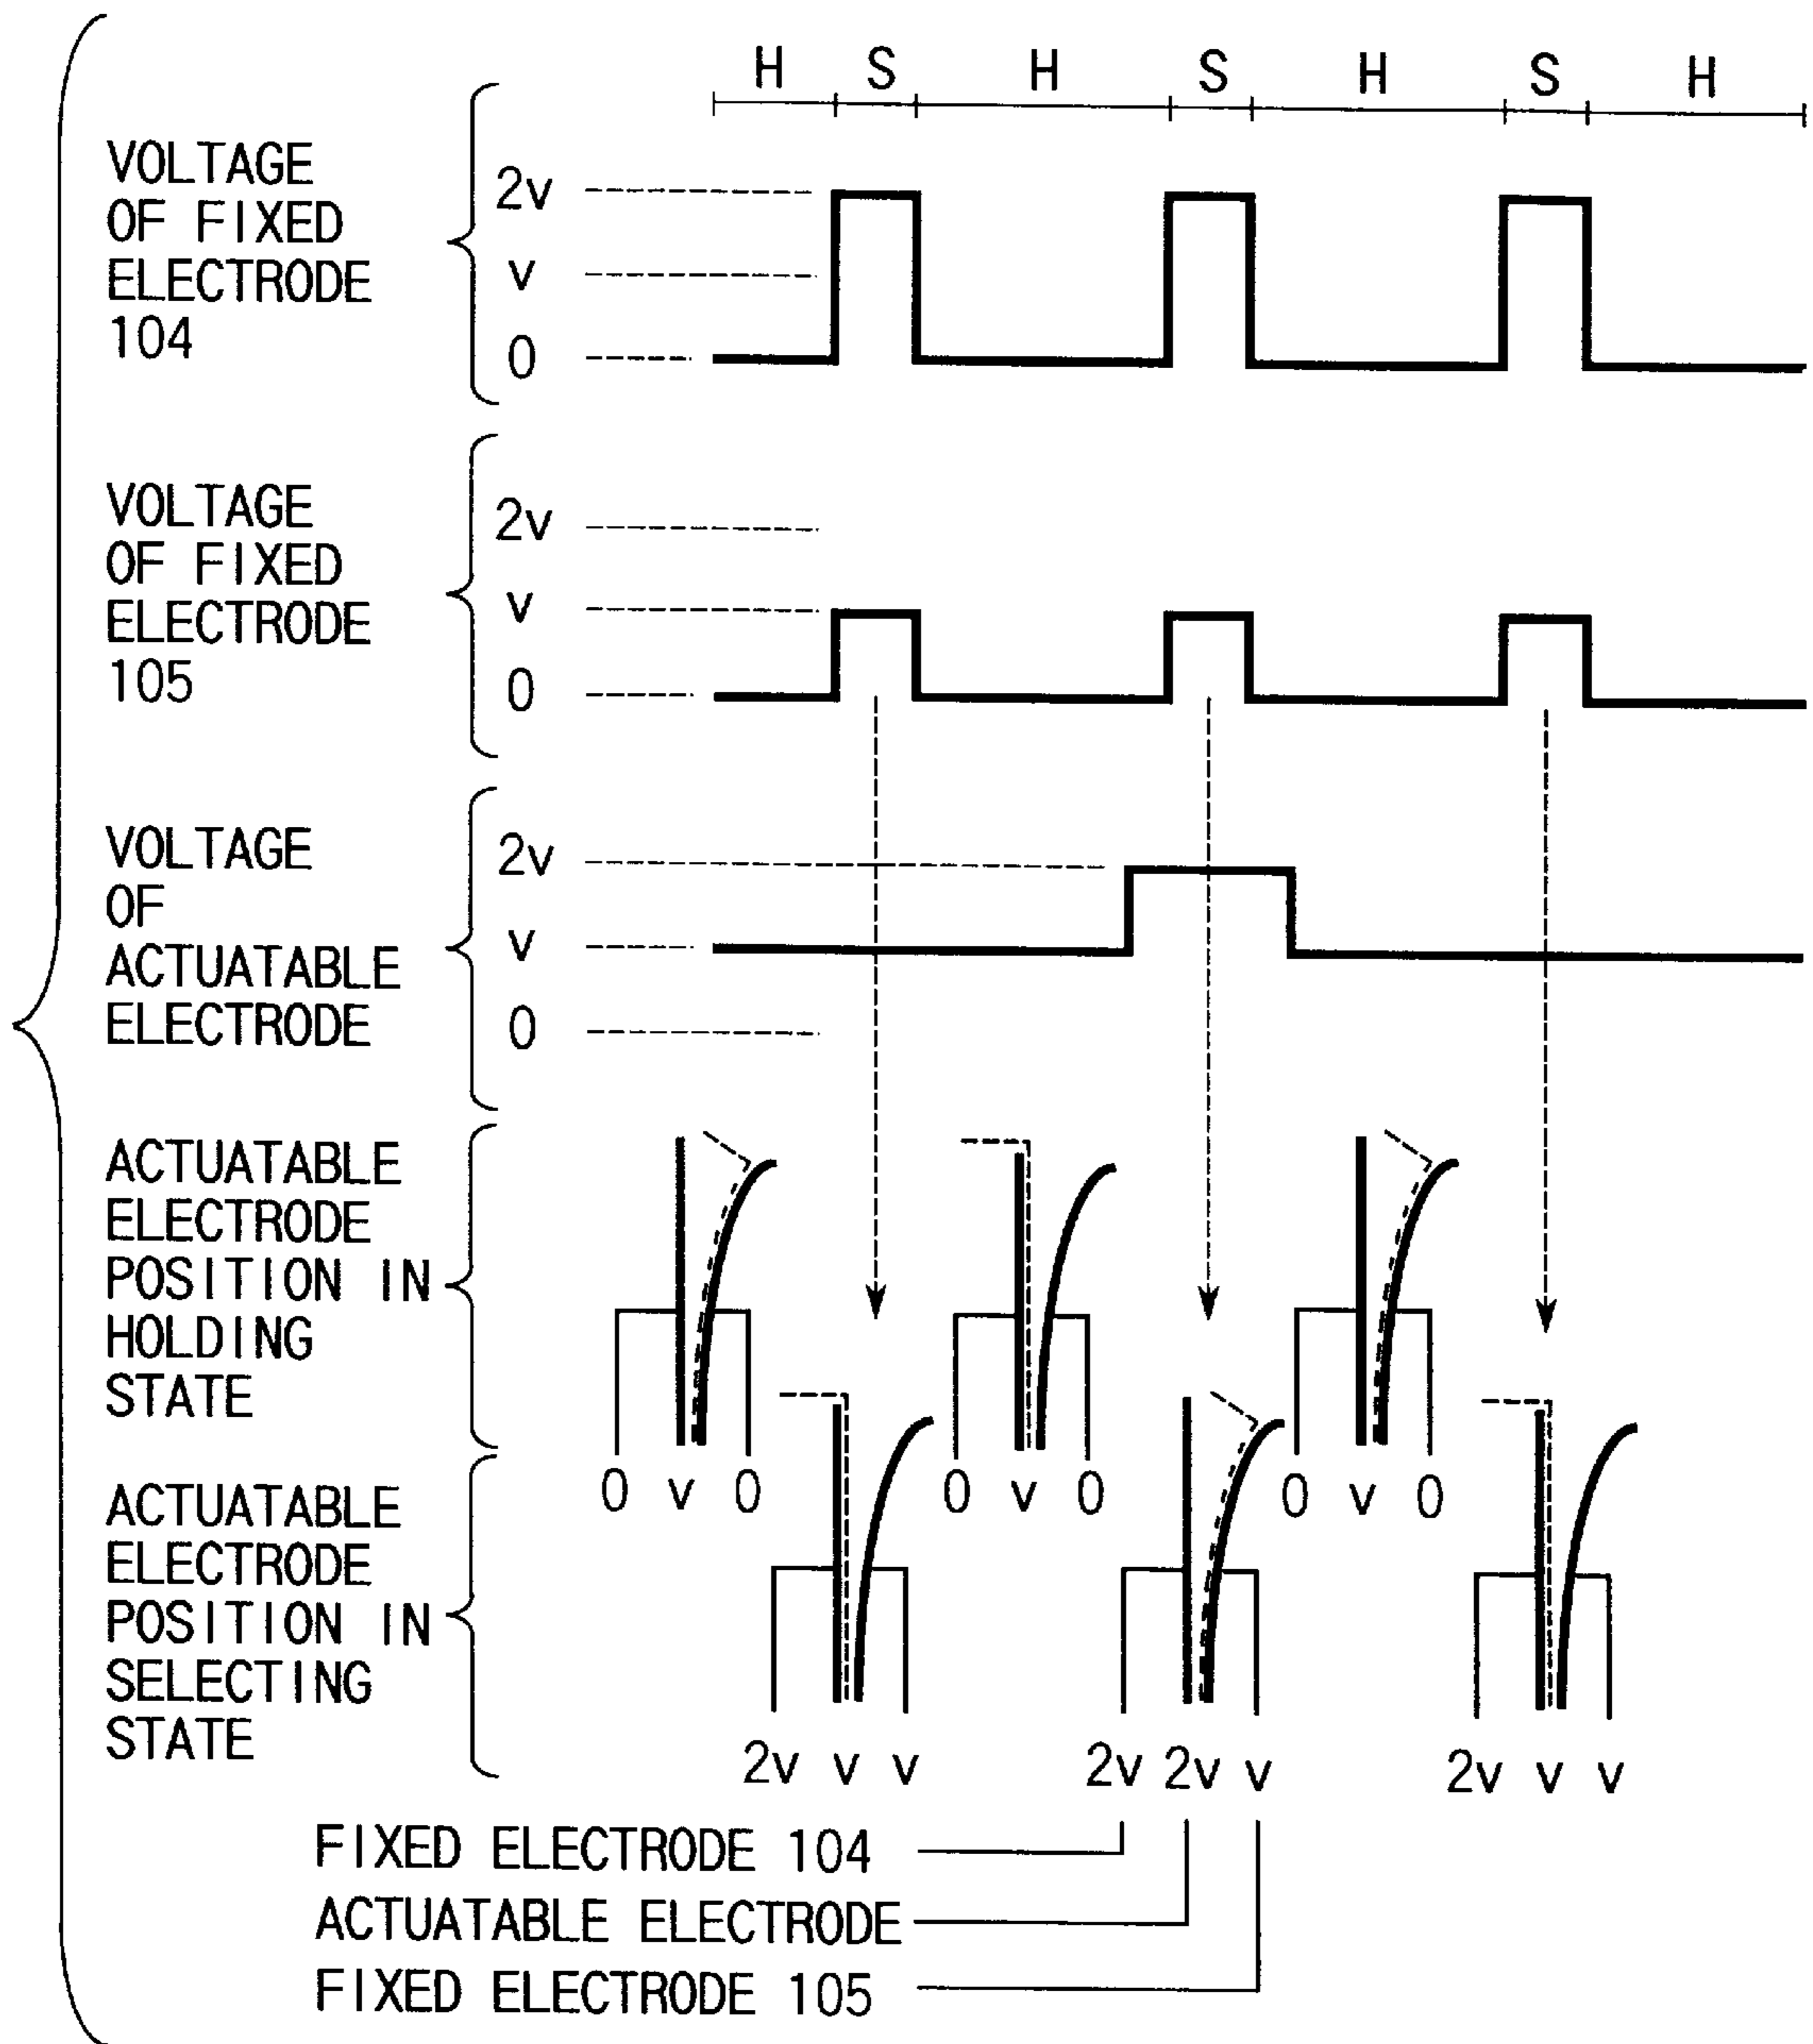 H S H S H S H
VOLTAGE
OF FIXED
ELECTRODE
104
2v
v
0
VOLTAGE
OF FIXED
ELECTRODE
105
2v
v
0
VOLTAGE
OF
ACTUATABLE
ELECTRODE
2v
v
0
ACTUATABLE
ELECTRODE
POSITION IN
HOLDING
STATE
0 v 0
0 v 0
0 v 0
ACTUATABLE
ELECTRODE
POSITION IN
SELECTING
STATE
2v v v
2v 2v v
2v v v
FIXED ELECTRODE 104
ACTUATABLE ELECTRODE
FIXED ELECTRODE 105